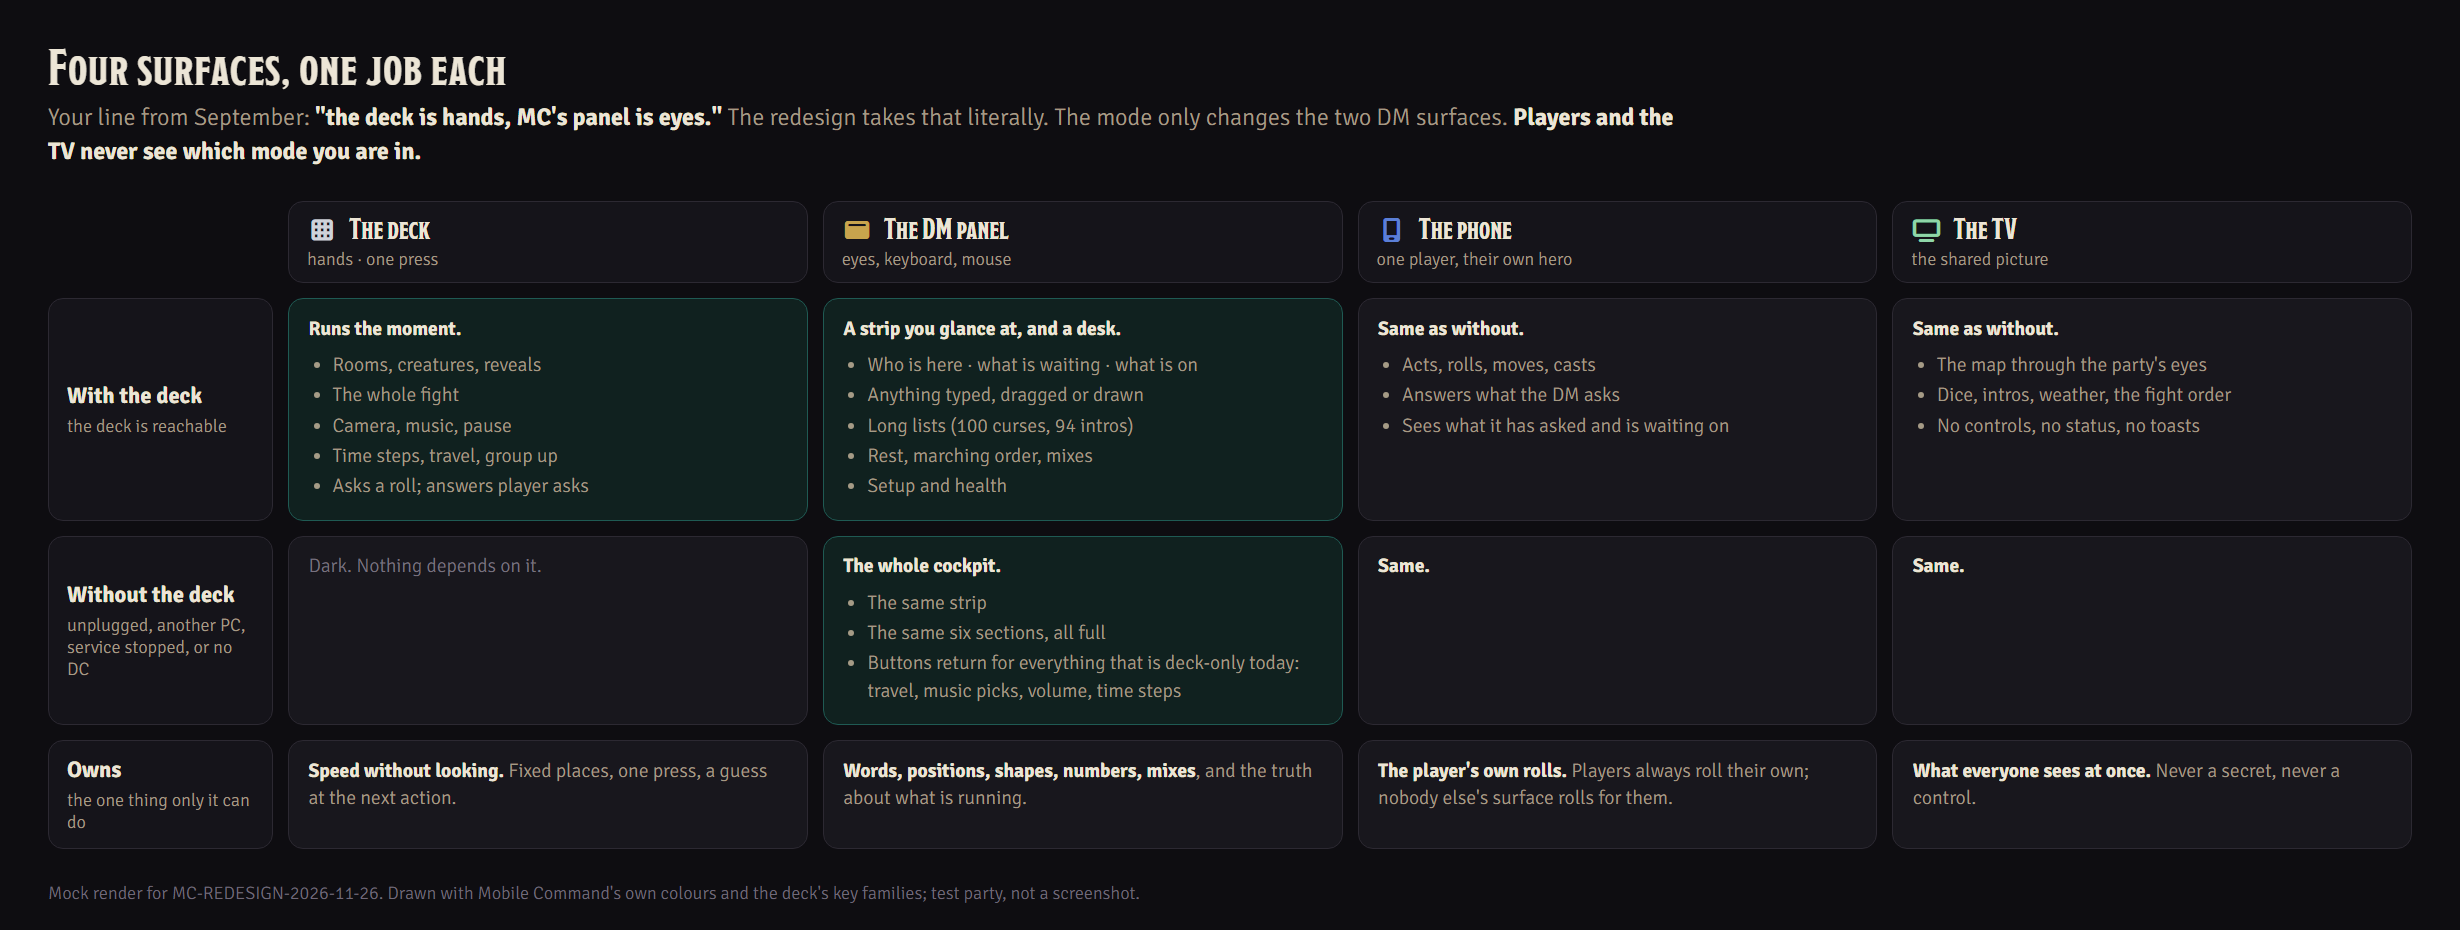 Four surfaces, one job each
Your line from September: "the deck is hands, MC's panel is eyes." The redesign takes that literally. The mode only changes the two DM surfaces. Players and the
TV never see which mode you are in.
The deck
hands · one press
The DM panel
eyes, keyboard, mouse
The phone
one player, their own hero
The TV
the shared picture
With the deck
the deck is reachable
Runs the moment.
• Rooms, creatures, reveals
• The whole fight
• Camera, music, pause
• Time steps, travel, group up
• Asks a roll; answers player asks
A strip you glance at, and a desk.
• Who is here · what is waiting · what is on
• Anything typed, dragged or drawn
• Long lists (100 curses, 94 intros)
• Rest, marching order, mixes
• Setup and health
Same as without.
• Acts, rolls, moves, casts
• Answers what the DM asks
• Sees what it has asked and is waiting on
Same as without.
• The map through the party's eyes
• Dice, intros, weather, the fight order
• No controls, no status, no toasts
Without the deck
unplugged, another PC,
service stopped, or no
DC
Dark. Nothing depends on it.
The whole cockpit.
• The same strip
• The same six sections, all full
• Buttons return for everything that is deck-only today:
travel, music picks, volume, time steps
Same.
Same.
Owns
the one thing only it can
do
Speed without looking. Fixed places, one press, a guess
at the next action.
Words, positions, shapes, numbers, mixes, and the truth
about what is running.
The player's own rolls. Players always roll their own;
nobody else's surface rolls for them.
What everyone sees at once. Never a secret, never a
control.
Mock render for MC-REDESIGN-2026-11-26. Drawn with Mobile Command's own colours and the deck's key families; test party, not a screenshot.